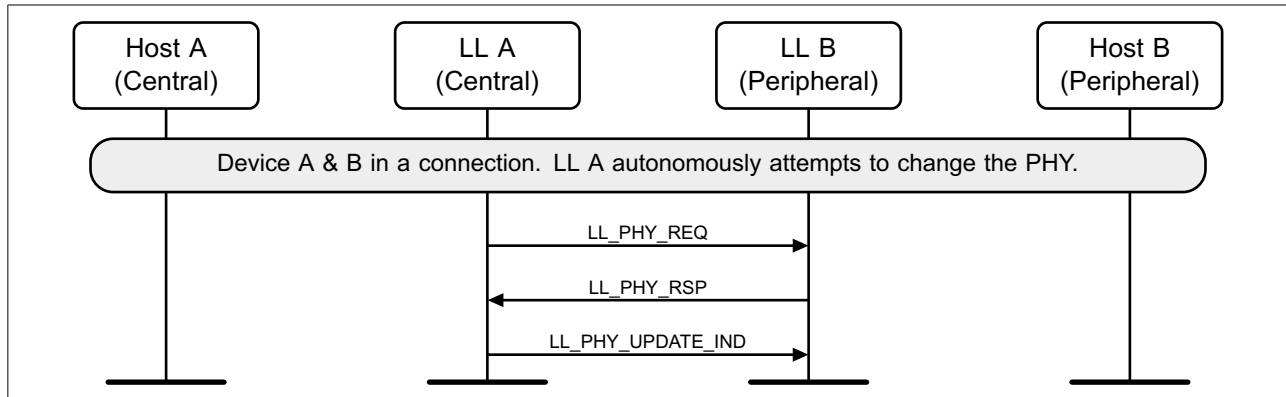 Host A
(Central)
LL A
(Central)
LL B
(Peripheral)
Host B
(Peripheral)
Device A & B in a connection. LL A autonomously attempts to change the PHY.
LL_PHY_REQ
LL_PHY_RSP
LL_PHY_UPDATE_IND